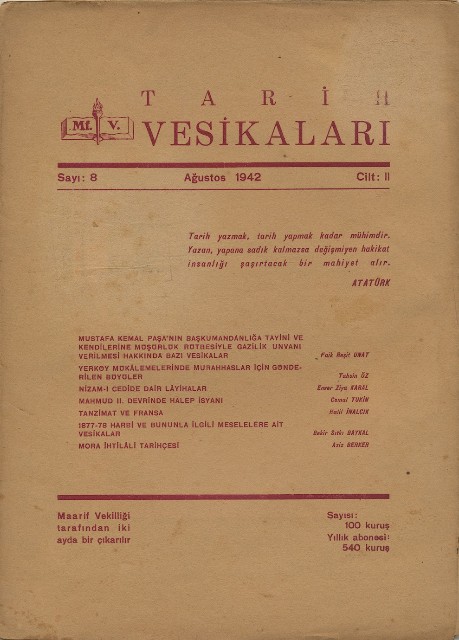 TARİH
Mf. V.
VESİKALARI
Sayı: 8 Ağustos 1942 Cilt: II
Tarih yazmak, tarih yapmak kadar mühimdir.
Yazan, yapana sadık kalmazsa değişmiyen hakikat
insanlığı şaşırtacak bir mahiyet alır.
ATATÜRK
MUSTAFA KEMAL PAŞA'NIN BAŞKUMANDANLIĞA TAYİNİ VE
KENDİLERİNE MÜŞÜRLÜK RÜTBESİYLE GAZİLİK UNVANI
VERİLMESİ HAKKINDA BAZI VESİKALAR Faik Reşit UNAT
YERKÖY MÜKÂLEMELERİNDE MURAHHASLAR İÇİN GÖNDE-
RİLEN BÜYÜLER Tahsin ÖZ
NİZAM-I CEDİDE DAİR LÂYİHALAR Enver Ziya KARAL
MAHMUD II. DEVRİNDE HALEP İSYANI Cemal TUKİN
TANZİMAT VE FRANSA Halil İNALCIK
1877-78 HARBİ VE BUNUNLA İLGİLİ MESELELERE AİT
VESİKALAR Bekir Sıtkı BAYKAL
MORA İHTİLÂLİ TARİHÇESİ Aziz BERKER
Maarif Vekilliği
tarafından iki
ayda bir çıkarılır
Sayısı:
100 kuruş
Yıllık abonesi:
540 kuruş